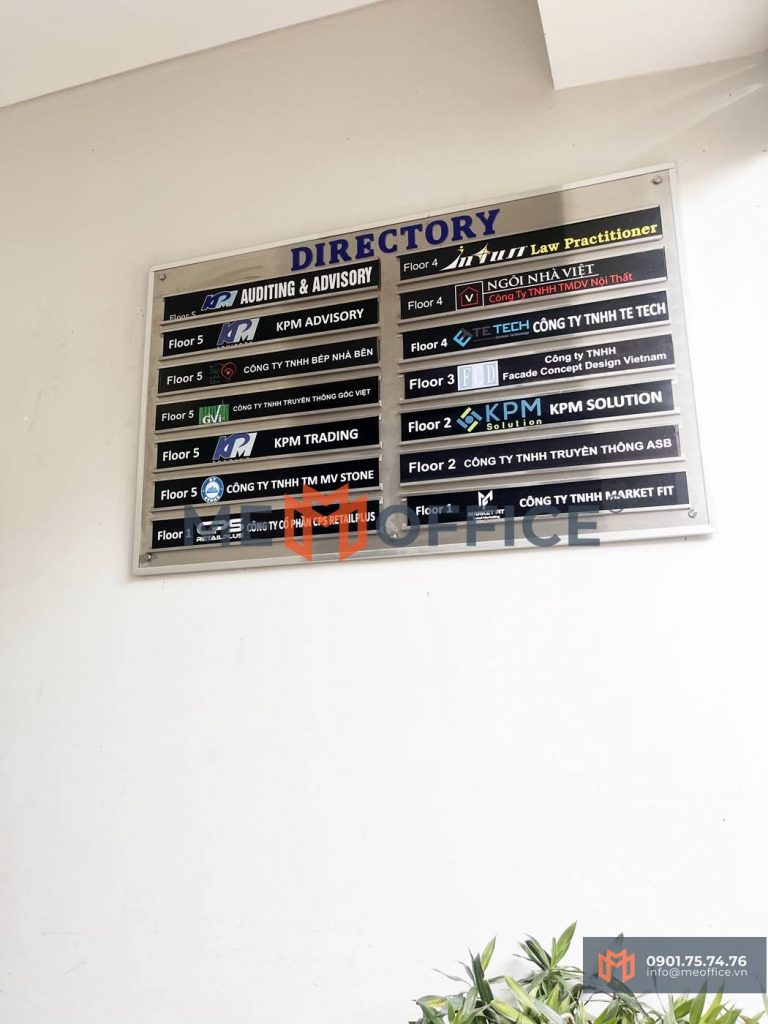 DIRECTORY
Floor 5 KPM AUDITING & ADVISORY
Floor 5 KPM KPM ADVISORY
Floor 5 CÔNG TY TNHH BẾP NHÀ BÊN
Floor 5 GVi CÔNG TY TNHH TRUYỀN THÔNG GÓC VIỆT
Floor 5 KPM KPM TRADING
Floor 5 CÔNG TY TNHH TM MV STONE
Floor 1 CPS RETAILPLUS CÔNG TY CỔ PHẦN CPS RETAILPLUS
Floor 4 Law Practitioner
Floor 4 NGÔI NHÀ VIỆT
Công Ty TNHH TMDV Nội Thất
Floor 4 TE TECH CÔNG TY TNHH TE TECH
Floor 3 FCD Công ty TNHH
Facade Concept Design Vietnam
Floor 2 KPM Solution KPM SOLUTION
Floor 2 CÔNG TY TNHH TRUYỀN THÔNG ASB
Floor 1 MARKET FIT CÔNG TY TNHH MARKET FIT
MEOFFICE
0901.75.74.76
info@meoffice.vn